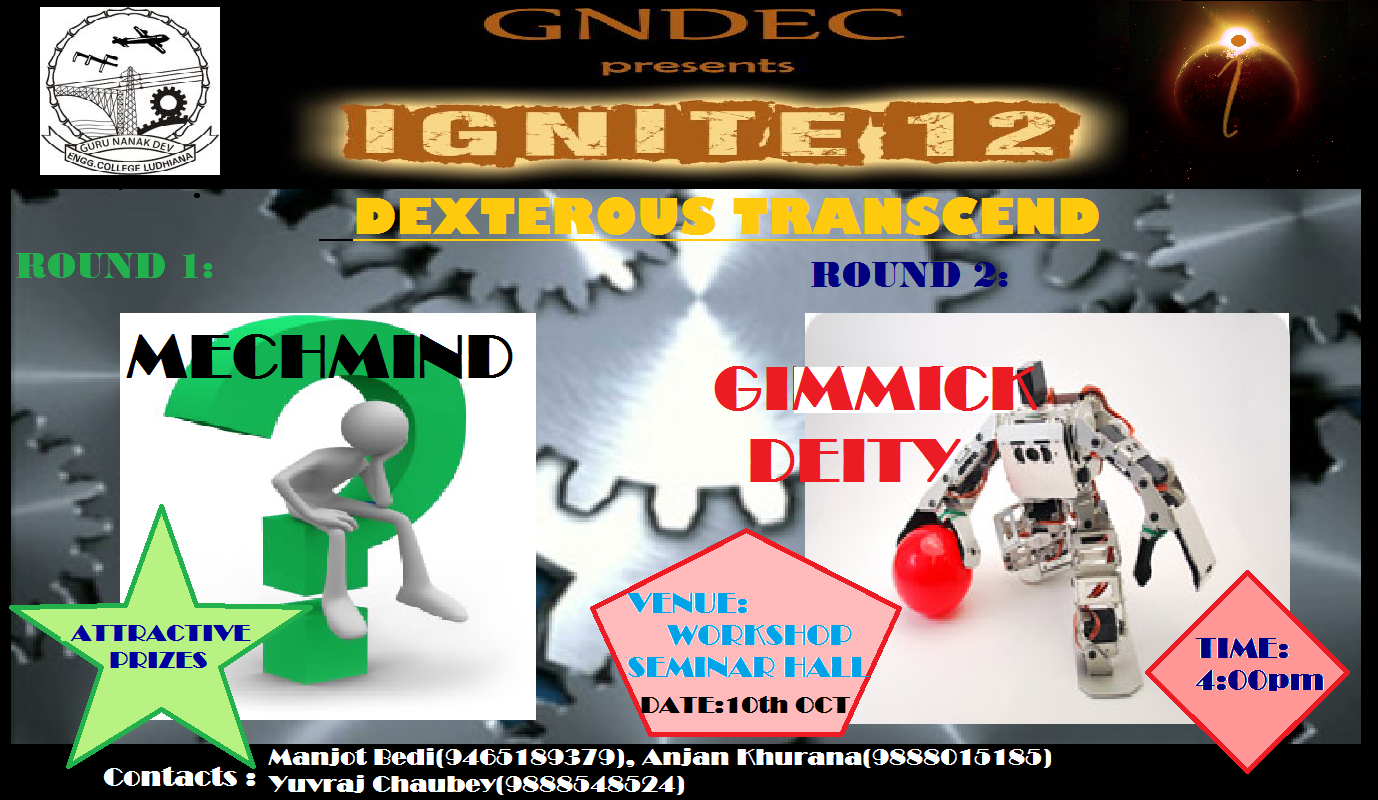 GNDEC
presents
IGNITE 12
GURU NANAK DEV
ENGG.COLLEGE LUDHIANA
i
DEXTEROUS TRANSCEND
ROUND 1:
MECHMIND
ROUND 2:
GIMMICK
DEITY
ATTRACTIVE
PRIZES
VENUE:
WORKSHOP
SEMINAR HALL
DATE:10th OCT
TIME:
4:00pm
Contacts :
Manjot Bedi(9465189379), Anjan Khurana(9888015185)
Yuvraj Chaubey(9888548524)